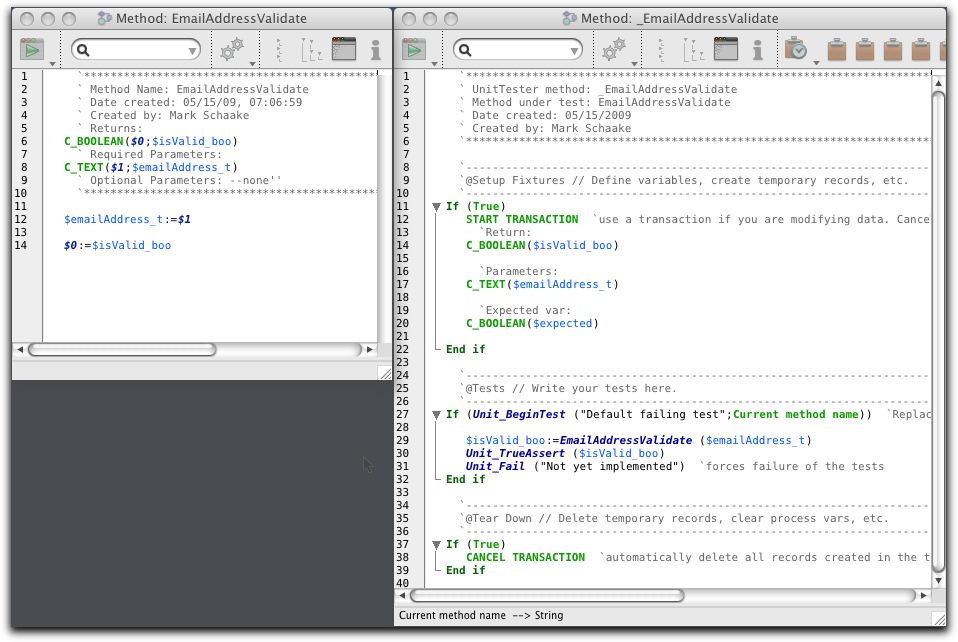 Method: EmailAddressValidate
1 `*********************************************
2 ` Method Name: EmailAddressValidate
3 ` Date created: 05/15/09, 07:06:59
4 ` Created by: Mark Schaake
5 ` Returns:
6 C_BOOLEAN($0;$isValid_boo)
7 ` Required Parameters:
8 C_TEXT($1;$emailAddress_t)
9 ` Optional Parameters: --none''
10 `*********************************************
11
12 $emailAddress_t:=$1
13
14 $0:=$isValid_boo
Method: _EmailAddressValidate
1 `***********************************************************************
2 ` UnitTester method: _EmailAddressValidate
3 ` Method under test: EmailAddressValidate
4 ` Date created: 05/15/2009
5 ` Created by: Mark Schaake
6 `***********************************************************************
7
8 `-----------------------------------------------------------------------
9 `@Setup Fixtures // Define variables, create temporary records, etc.
10 `-----------------------------------------------------------------------
11 If (True)
12 START TRANSACTION `use a transaction if you are modifying data. Cance
13 `Return:
14 C_BOOLEAN($isValid_boo)
15
16 `Parameters:
17 C_TEXT($emailAddress_t)
18
19 `Expected var:
20 C_BOOLEAN($expected)
21
22 End if
23
24 `-----------------------------------------------------------------------
25 `@Tests // Write your tests here.
26 `-----------------------------------------------------------------------
27 If (Unit_BeginTest ("Default failing test";Current method name)) `Replac
28
29 $isValid_boo:=EmailAddressValidate ($emailAddress_t)
30 Unit_TrueAssert ($isValid_boo)
31 Unit_Fail ("Not yet implemented") `forces failure of the tests
32 End if
33
34 `-----------------------------------------------------------------------
35 `@Tear Down // Delete temporary records, clear process vars, etc.
36 `-----------------------------------------------------------------------
37 If (True)
38 CANCEL TRANSACTION `automatically delete all records created in the t
39 End if
40
Current method name --> String